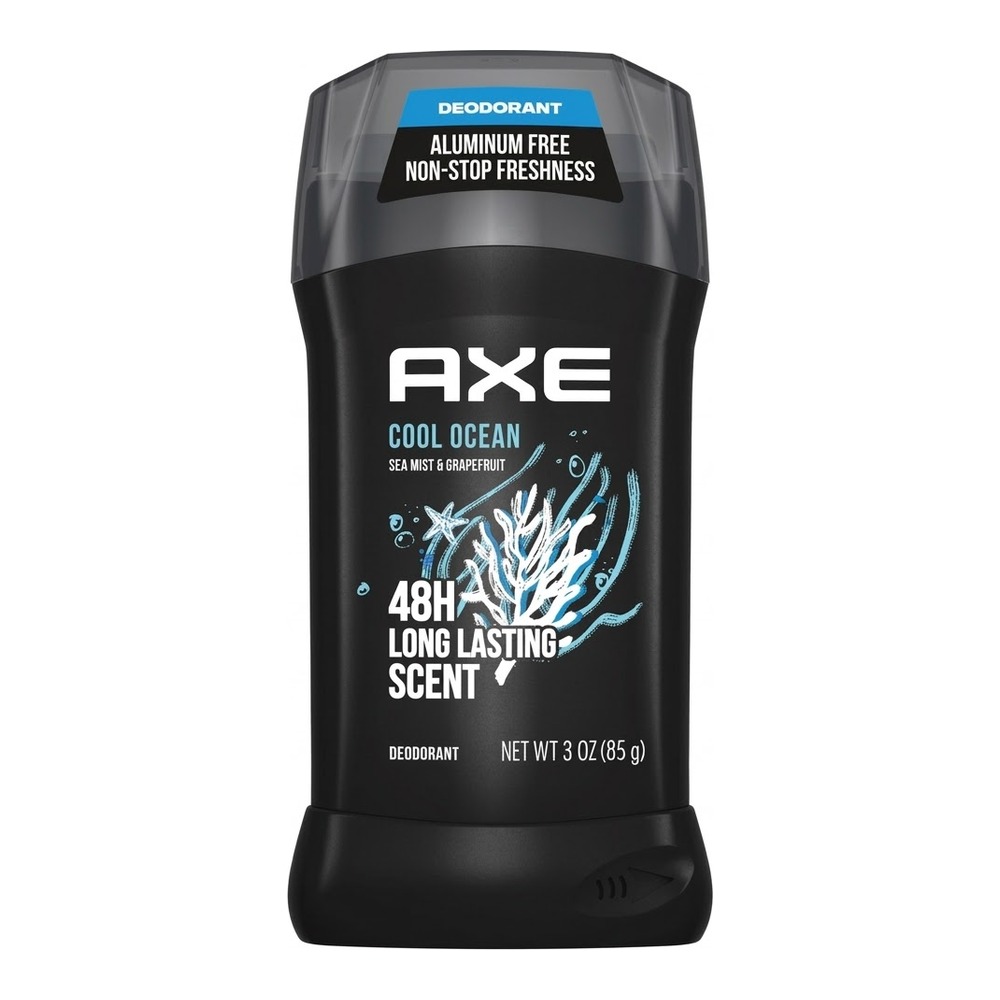 DEODORANT
ALUMINUM FREE
NON-STOP FRESHNESS
AXE
COOL OCEAN
SEA MIST & GRAPEFRUIT
48H
LONG LASTING
SCENT
DEODORANT
NET WT 3 OZ (85 g)